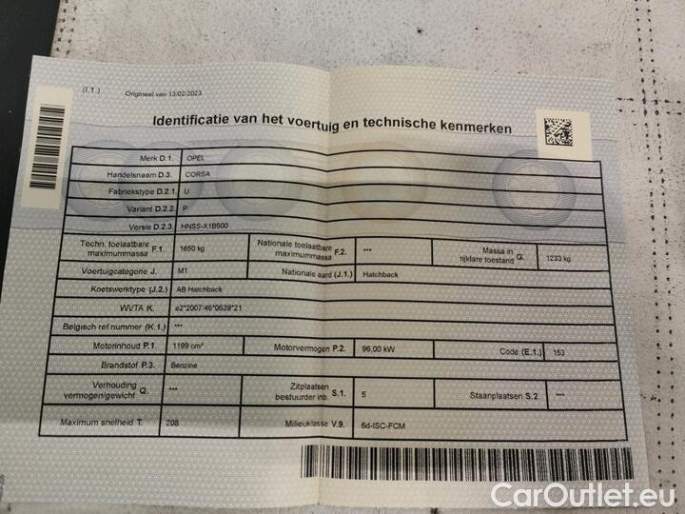 (I.1.) Origineel van 13/02/2023
Identificatie van het voertuig en technische kenmerken
Merk D.1. OPEL
Handelsnaam D.3. CORSA
Fabriekstype D.2.1. U
Variant D.2.2. P
Versie D.2.3. HNSS-X1B500
Techn. toelaatbare maximummassa F.1. 1650 kg Nationale toelaatbare maximummassa F.2. *** Massa in rijklare toestand G. 1233 kg
Voertuigcategorie J. M1 Nationale aard (J.1.) Hatchback
Koetswerktype (J.2.) AB Hatchback
WVTA K. e2*2007/46*0639*21
Belgisch ref nummer (K.1.) ***
Motorinhoud P.1. 1199 cm³ Motorvermogen P.2. 96,00 kW Code (E.1.) 153
Brandstof P.3. Benzine
Verhouding vermogen/gewicht Q. *** Zitplaatsen bestuurder inb. S.1. 5 Staanplaatsen S.2. ***
Maximum snelheid T. 208 Milieuklasse V.9. 6d-ISC-FCM
CarOutlet.eu